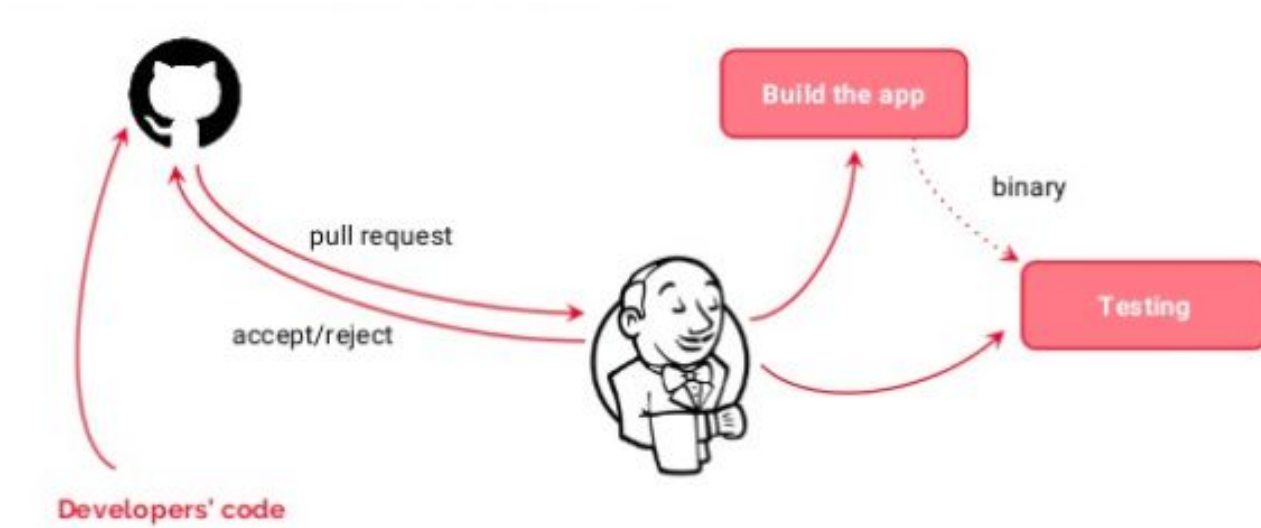 Build the app
binary
pull request
Testing
accept/reject
Developers' code